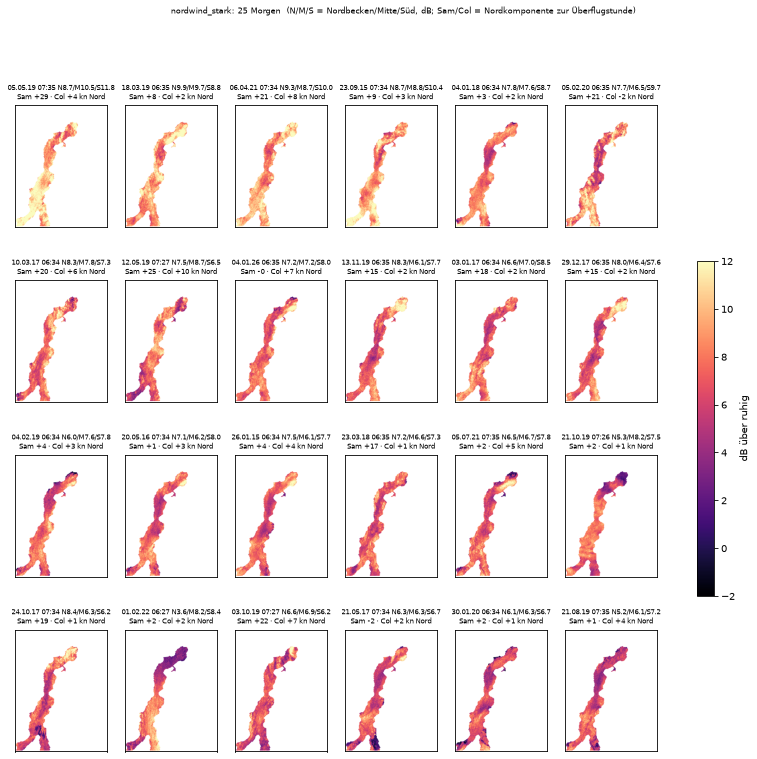 nordwind_stark: 25 Morgen  (N/M/S = Nordbecken/Mitte/Süd, dB; Sam/Col = Nordkomponente zur Überflugstunde)
05.05.19 07:35 N8.7/M10.5/S11.8
Sam +29 · Col +4 kn Nord
18.03.19 06:35 N9.9/M9.7/S8.8
Sam +8 · Col +2 kn Nord
06.04.21 07:34 N9.3/M8.7/S10.0
Sam +21 · Col +8 kn Nord
23.09.15 07:34 N8.7/M8.8/S10.4
Sam +9 · Col +3 kn Nord
04.01.18 06:34 N7.8/M7.6/S8.7
Sam +3 · Col +2 kn Nord
05.02.20 06:35 N7.7/M6.5/S9.7
Sam +21 · Col -2 kn Nord
10.03.17 06:34 N8.3/M7.8/S7.3
Sam +20 · Col +6 kn Nord
12.05.19 07:27 N7.5/M8.7/S6.5
Sam +25 · Col +10 kn Nord
04.01.26 06:35 N7.2/M7.2/S8.0
Sam -0 · Col +7 kn Nord
13.11.19 06:35 N8.3/M6.1/S7.7
Sam +15 · Col +2 kn Nord
03.01.17 06:34 N6.6/M7.0/S8.5
Sam +18 · Col +2 kn Nord
29.12.17 06:35 N8.0/M6.4/S7.6
Sam +15 · Col +2 kn Nord
04.02.19 06:34 N6.0/M7.6/S7.8
Sam +4 · Col +3 kn Nord
20.05.16 07:34 N7.1/M6.2/S8.0
Sam +1 · Col +3 kn Nord
26.01.15 06:34 N7.5/M6.1/S7.7
Sam +4 · Col +4 kn Nord
23.03.18 06:35 N7.2/M6.6/S7.3
Sam +17 · Col +1 kn Nord
05.07.21 07:35 N6.5/M6.7/S7.8
Sam +2 · Col +5 kn Nord
21.10.19 07:26 N5.3/M8.2/S7.5
Sam +2 · Col +1 kn Nord
24.10.17 07:34 N8.4/M6.3/S6.2
Sam +19 · Col +1 kn Nord
01.02.22 06:27 N3.6/M8.2/S8.4
Sam +2 · Col +2 kn Nord
03.10.19 07:27 N6.6/M6.9/S6.2
Sam +22 · Col +7 kn Nord
21.05.17 07:34 N6.3/M6.3/S6.7
Sam -2 · Col +2 kn Nord
30.01.20 06:34 N6.1/M6.3/S6.7
Sam +2 · Col +1 kn Nord
21.08.19 07:35 N5.2/M6.1/S7.2
Sam +1 · Col +4 kn Nord
12
10
8
6
4
2
0
−2
dB über ruhig